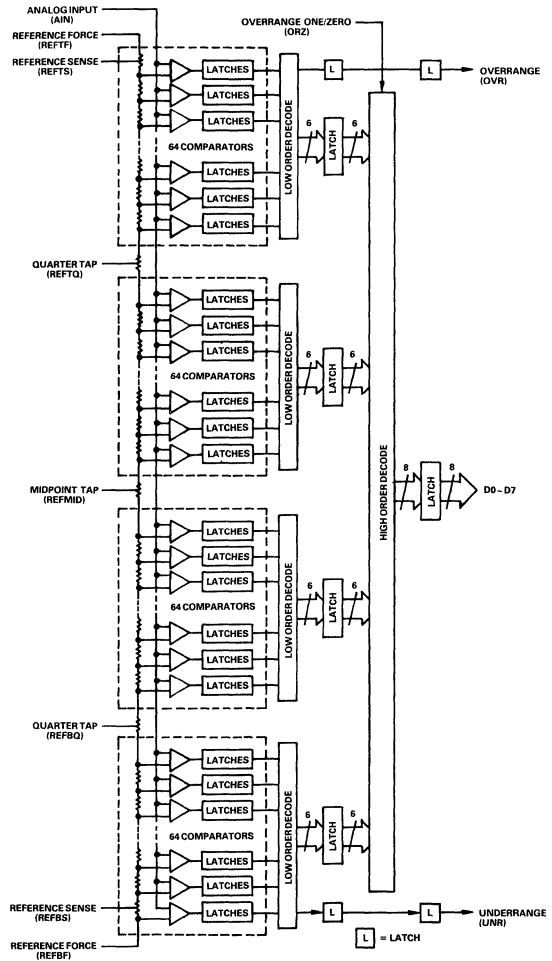 ANALOG INPUT
(AIN)
OVERRANGE ONE/ZERO
(ORZ)
REFERENCE FORCE
(REFTF)
REFERENCE SENSE
(REFTS)
LATCHES
LATCHES
LATCHES
64 COMPARATORS
LATCHES
LATCHES
LATCHES
LOW ORDER DECODE
L
L
OVERRANGE
(OVR)
6
LATCH
6
QUARTER TAP
(REFTQ)
LATCHES
LATCHES
LATCHES
64 COMPARATORS
LATCHES
LATCHES
LATCHES
LOW ORDER DECODE
6
LATCH
6
HIGH ORDER DECODE
8
LATCH
8
D0~D7
MIDPOINT TAP
(REFMID)
LATCHES
LATCHES
LATCHES
64 COMPARATORS
LATCHES
LATCHES
LATCHES
LOW ORDER DECODE
6
LATCH
6
QUARTER TAP
(REFBQ)
LATCHES
LATCHES
LATCHES
64 COMPARATORS
LATCHES
LATCHES
LATCHES
LOW ORDER DECODE
6
LATCH
6
REFERENCE SENSE
(REFBS)
REFERENCE FORCE
(REFBF)
L
L
UNDERRANGE
(UNR)
L = LATCH